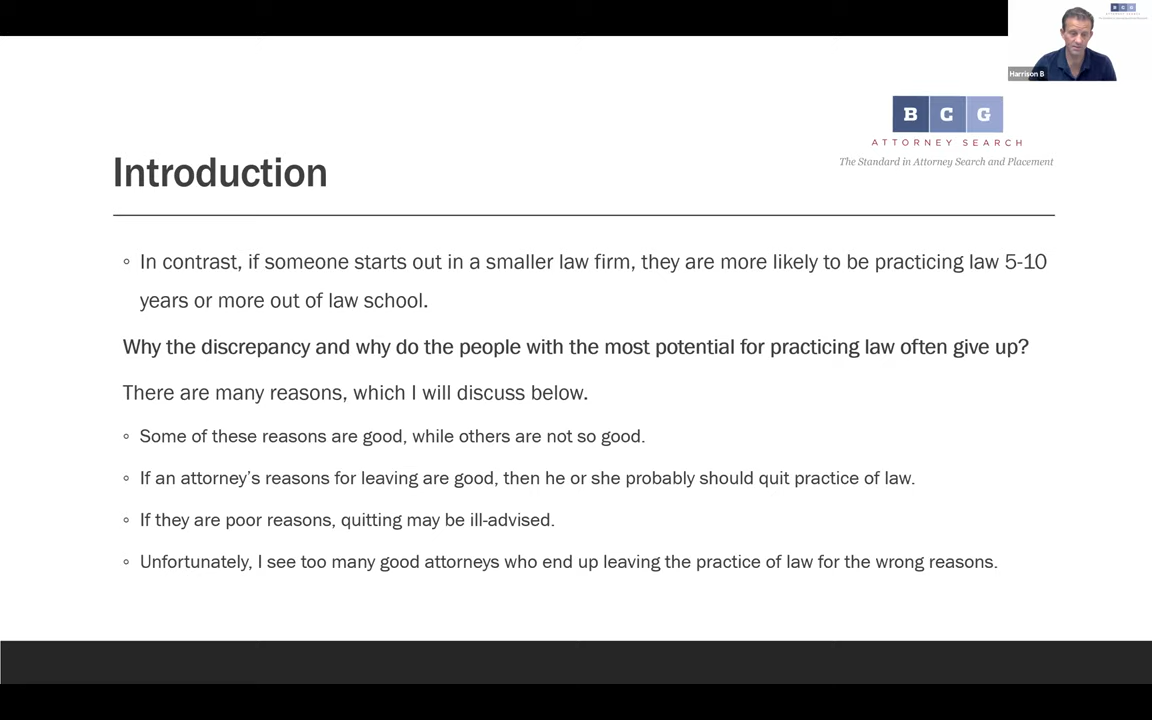 Harrison B
B C G
ATTORNEY SEARCH
The Standard in Attorney Search and Placement
Introduction
◦ In contrast, if someone starts out in a smaller law firm, they are more likely to be practicing law 5-10
years or more out of law school.
Why the discrepancy and why do the people with the most potential for practicing law often give up?
There are many reasons, which I will discuss below.
◦ Some of these reasons are good, while others are not so good.
◦ If an attorney’s reasons for leaving are good, then he or she probably should quit practice of law.
◦ If they are poor reasons, quitting may be ill-advised.
◦ Unfortunately, I see too many good attorneys who end up leaving the practice of law for the wrong reasons.